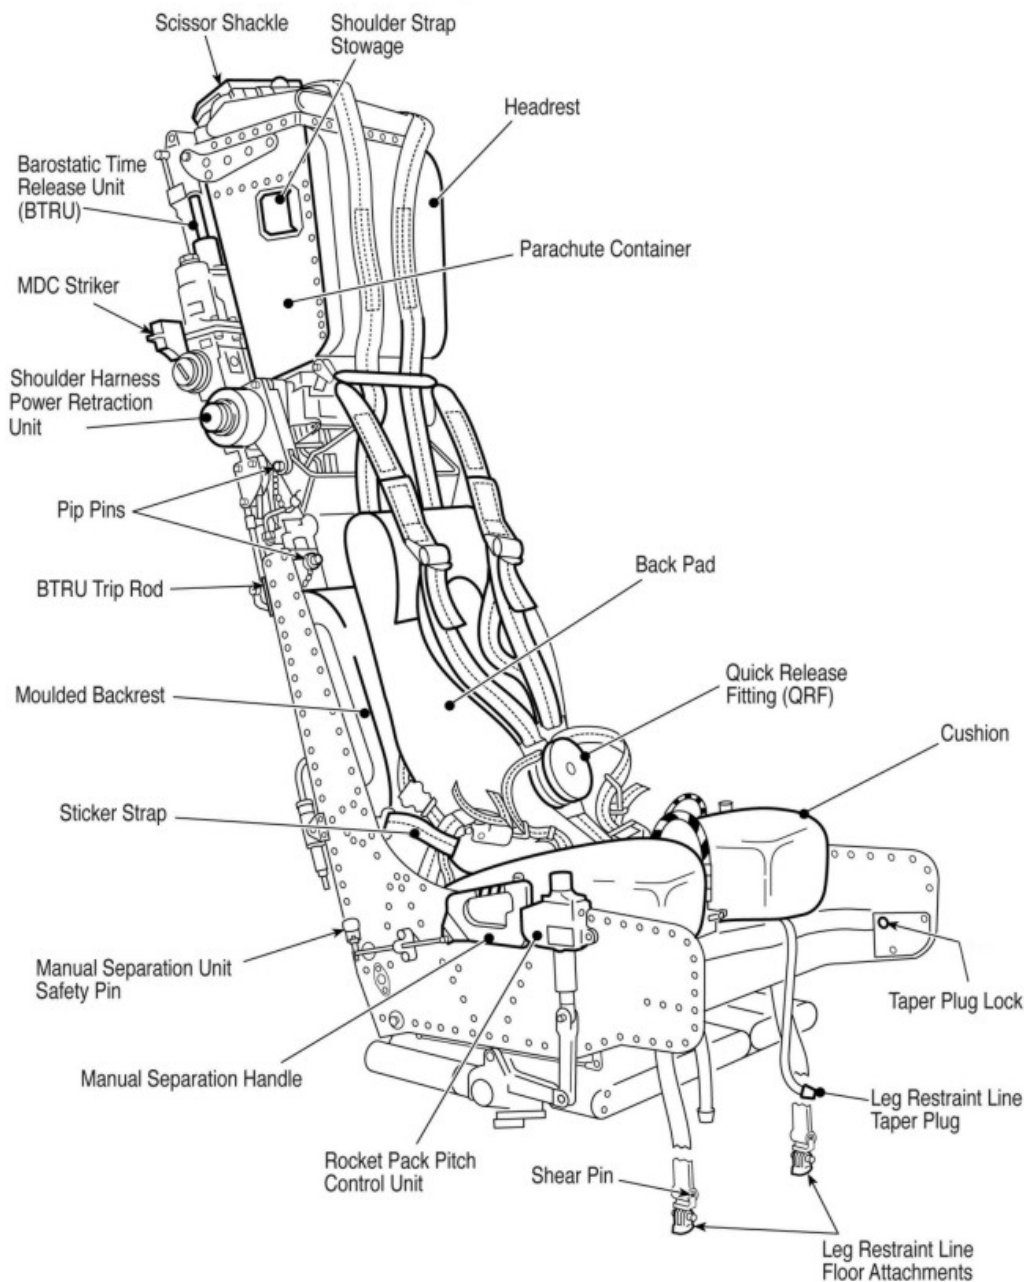 Scissor Shackle
Shoulder Strap
Stowage
Headrest
Barostatic Time
Release Unit
(BTRU)
Parachute Container
MDC Striker
Shoulder Harness
Power Retraction
Unit
Pip Pins
BTRU Trip Rod
Back Pad
Moulded Backrest
Quick Release
Fitting (QRF)
Cushion
Sticker Strap
Manual Separation Unit
Safety Pin
Taper Plug Lock
Manual Separation Handle
Leg Restraint Line
Taper Plug
Rocket Pack Pitch
Control Unit
Shear Pin
Leg Restraint Line
Floor Attachments